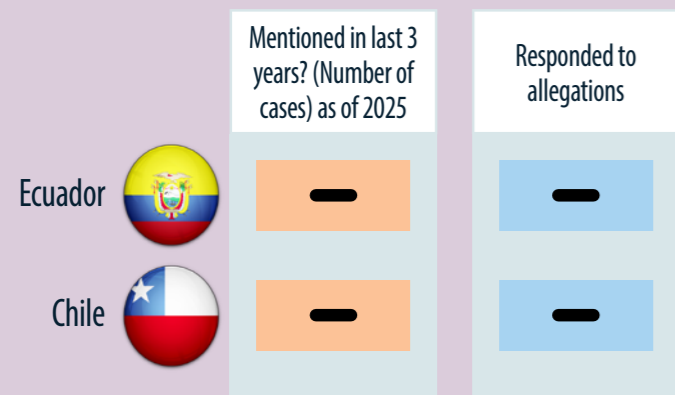 Mentioned in last 3
years? (Number of
cases) as of 2025
Responded to
allegations
Ecuador
–
–
Chile
–
–